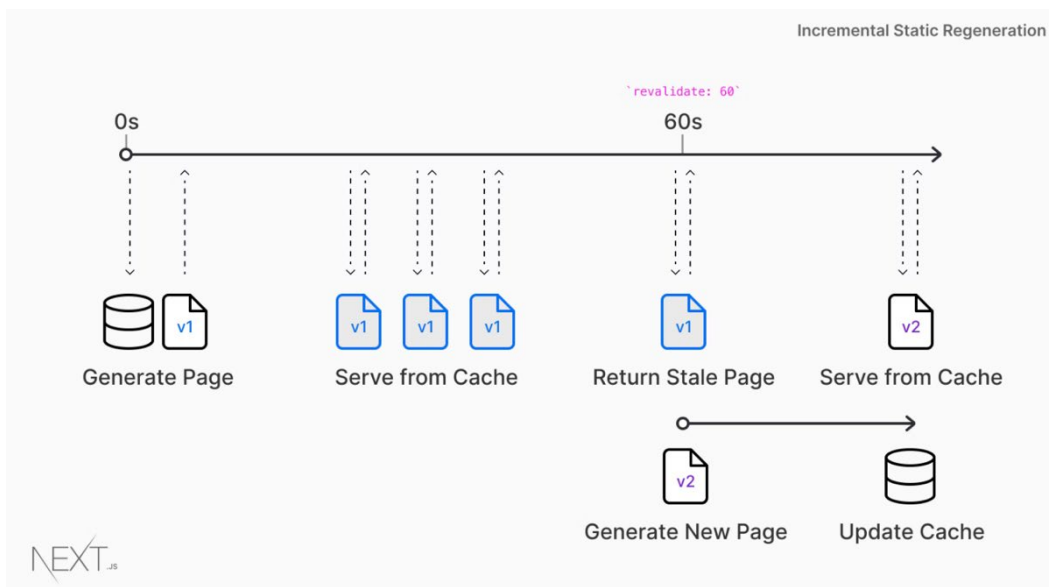 Incremental Static Regeneration
`revalidate: 60`
0s
60s
v1
v1
v1
v1
v1
v2
Generate Page
Serve from Cache
Return Stale Page
Serve from Cache
v2
Generate New Page
Update Cache
NEXT.JS